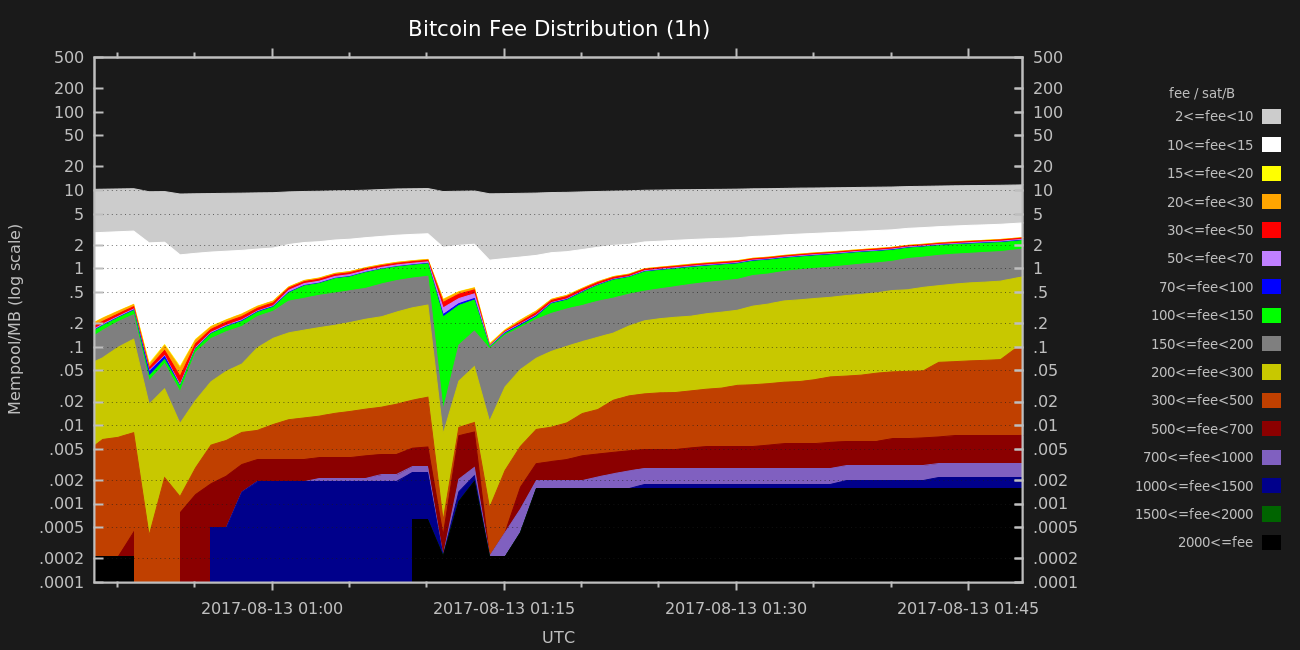 Bitcoin Fee Distribution (1h)
Mempool/MB (log scale)
500
200
100
50
20
10
5
2
1
.5
.2
.1
.05
.02
.01
.005
.002
.001
.0005
.0002
.0001
500
200
100
50
20
10
5
2
1
.5
.2
.1
.05
.02
.01
.005
.002
.001
.0005
.0002
.0001
2017-08-13 01:00
2017-08-13 01:15
2017-08-13 01:30
2017-08-13 01:45
UTC
fee / sat/B
2<=fee<10
10<=fee<15
15<=fee<20
20<=fee<30
30<=fee<50
50<=fee<70
70<=fee<100
100<=fee<150
150<=fee<200
200<=fee<300
300<=fee<500
500<=fee<700
700<=fee<1000
1000<=fee<1500
1500<=fee<2000
2000<=fee